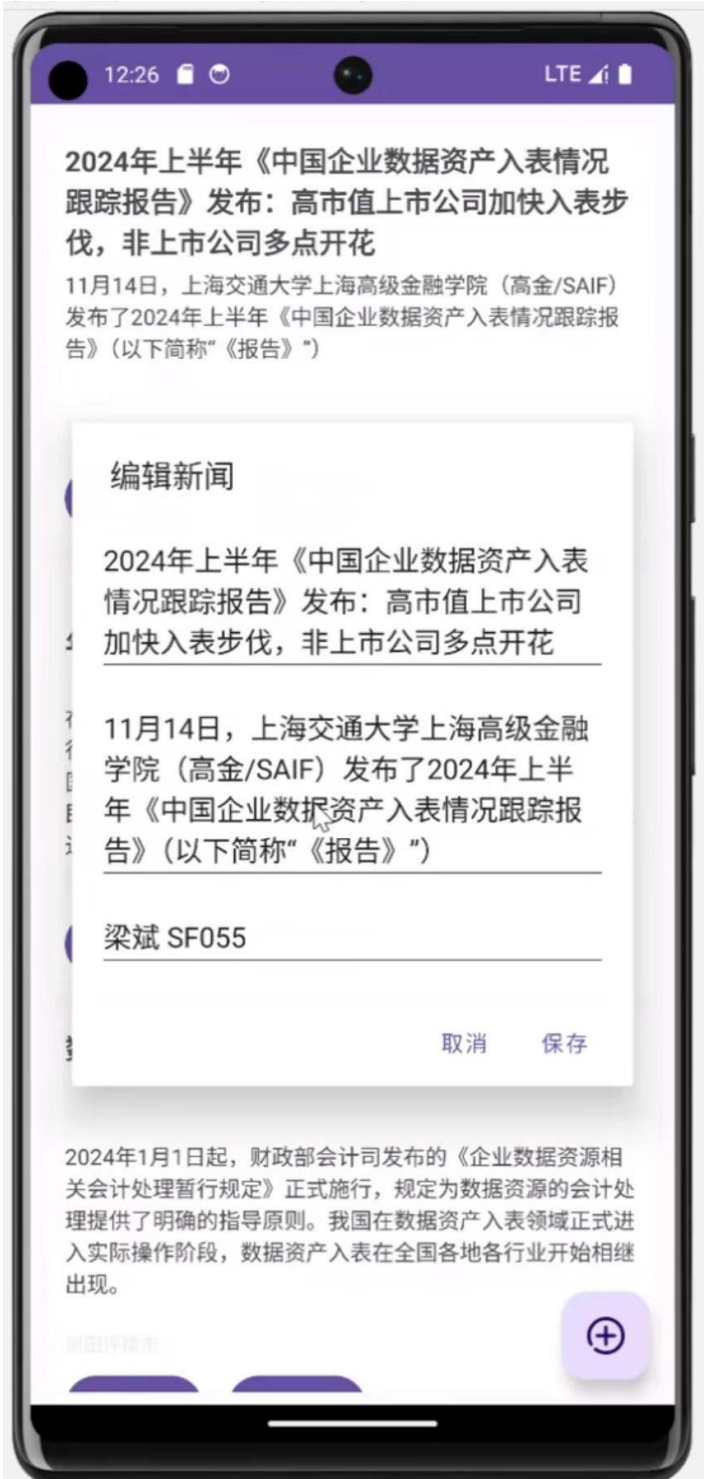 12:26
LTE
2024年上半年《中国企业数据资产入表情况
跟踪报告》发布：高市值上市公司加快入表步
伐，非上市公司多点开花
11月14日，上海交通大学上海高级金融学院（高金/SAIF）
发布了2024年上半年《中国企业数据资产入表情况跟踪报
告》（以下简称“《报告》”）
编辑新闻
2024年上半年《中国企业数据资产入表
情况跟踪报告》发布：高市值上市公司
加快入表步伐，非上市公司多点开花
11月14日，上海交通大学上海高级金融
学院（高金/SAIF）发布了2024年上半
年《中国企业数据资产入表情况跟踪报
告》（以下简称“《报告》”）
梁斌 SF055
取消
保存
2024年1月1日起，财政部会计司发布的《企业数据资源相
关会计处理暂行规定》正式施行，规定为数据资源的会计处
理提供了明确的指导原则。我国在数据资产入表领域正式进
入实际操作阶段，数据资产入表在全国各地各行业开始相继
出现。